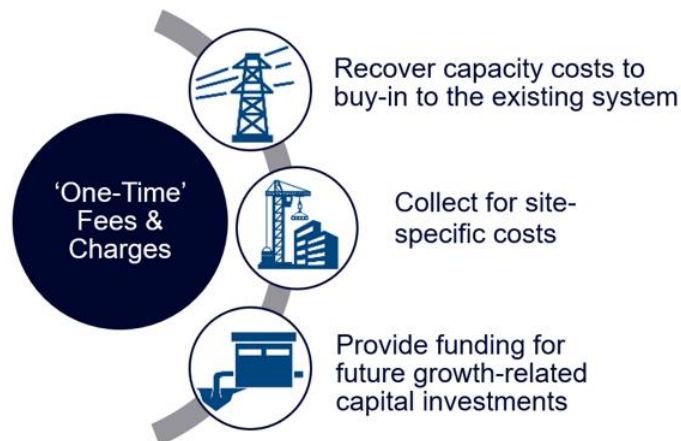 ‘One-Time’
Fees &
Charges
Recover capacity costs to
buy-in to the existing system
Collect for site-
specific costs
Provide funding for
future growth-related
capital investments